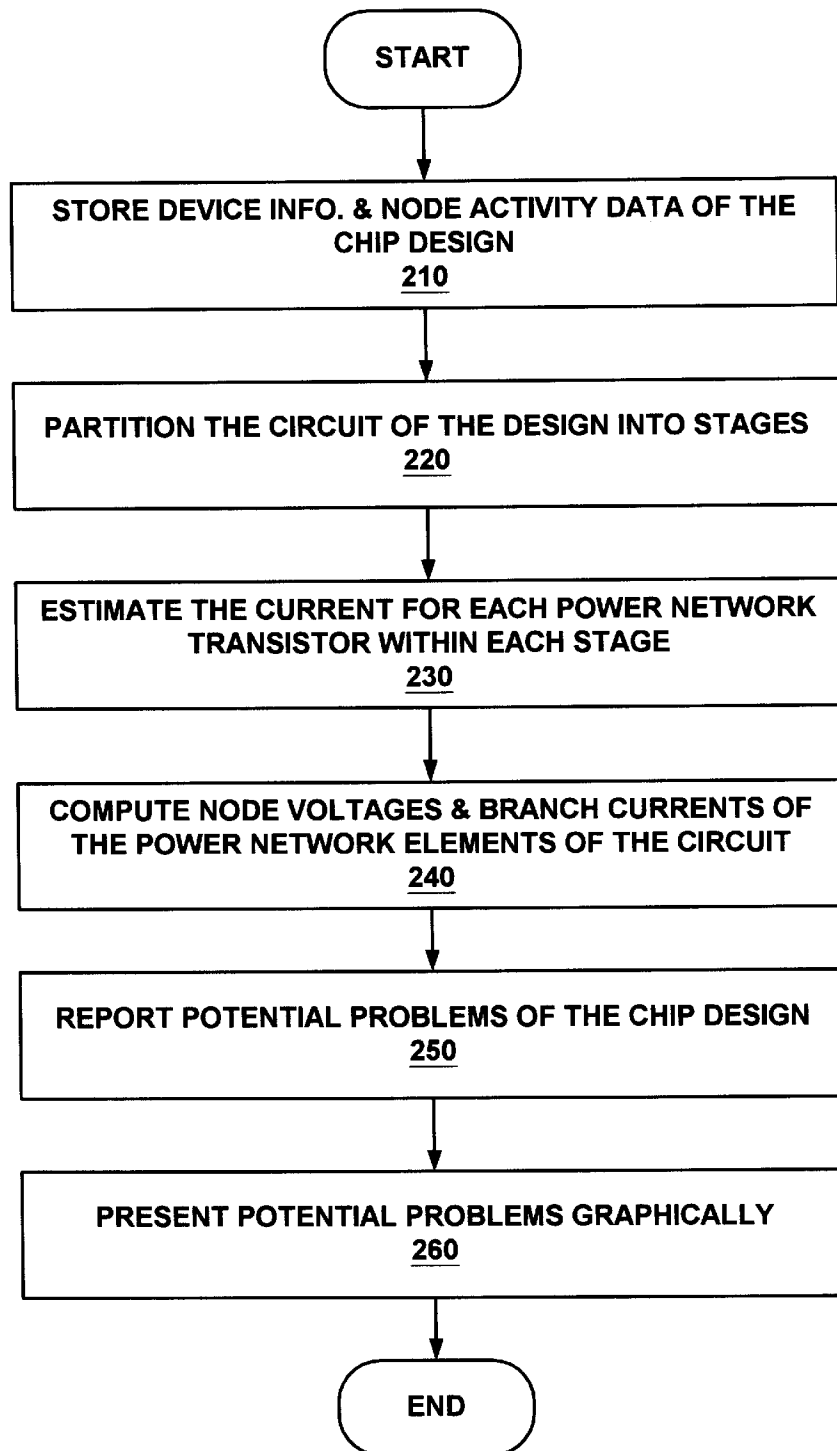 START
STORE DEVICE INFO. & NODE ACTIVITY DATA OF THE
CHIP DESIGN
210
PARTITION THE CIRCUIT OF THE DESIGN INTO STAGES
220
ESTIMATE THE CURRENT FOR EACH POWER NETWORK
TRANSISTOR WITHIN EACH STAGE
230
COMPUTE NODE VOLTAGES & BRANCH CURRENTS OF
THE POWER NETWORK ELEMENTS OF THE CIRCUIT
240
REPORT POTENTIAL PROBLEMS OF THE CHIP DESIGN
250
PRESENT POTENTIAL PROBLEMS GRAPHICALLY
260
END